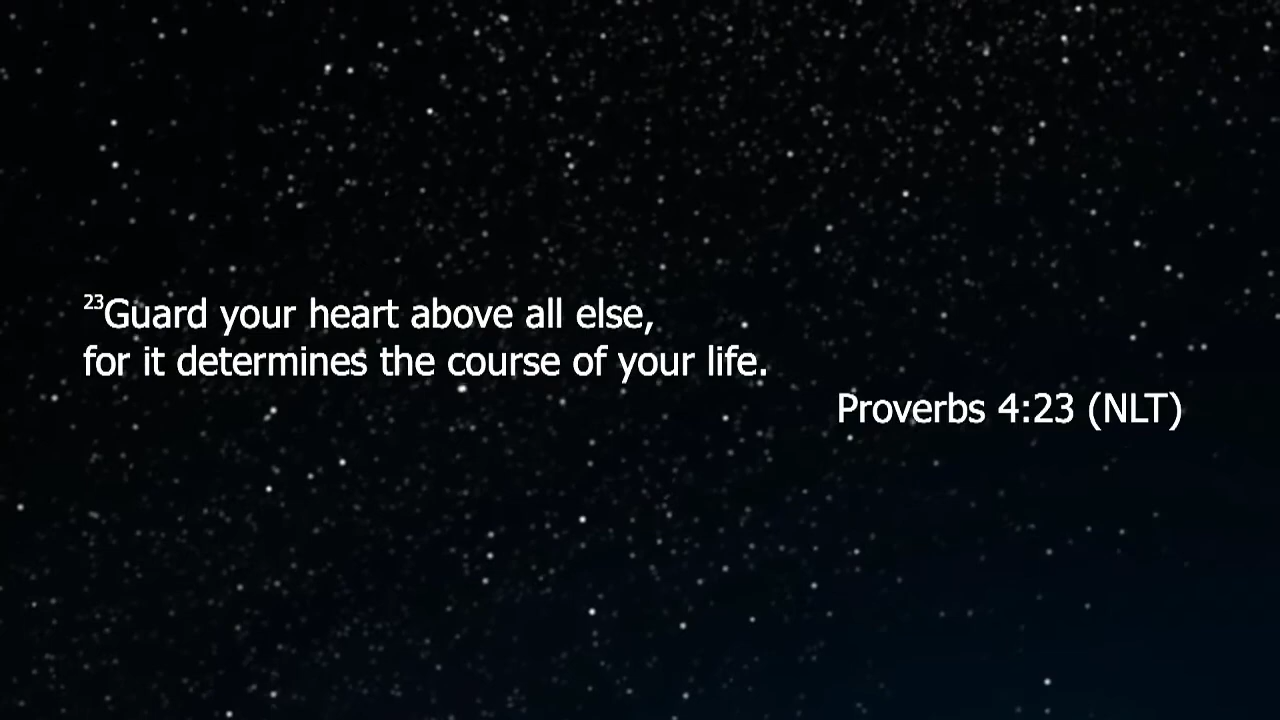 ²³Guard your heart above all else,
for it determines the course of your life.
Proverbs 4:23 (NLT)